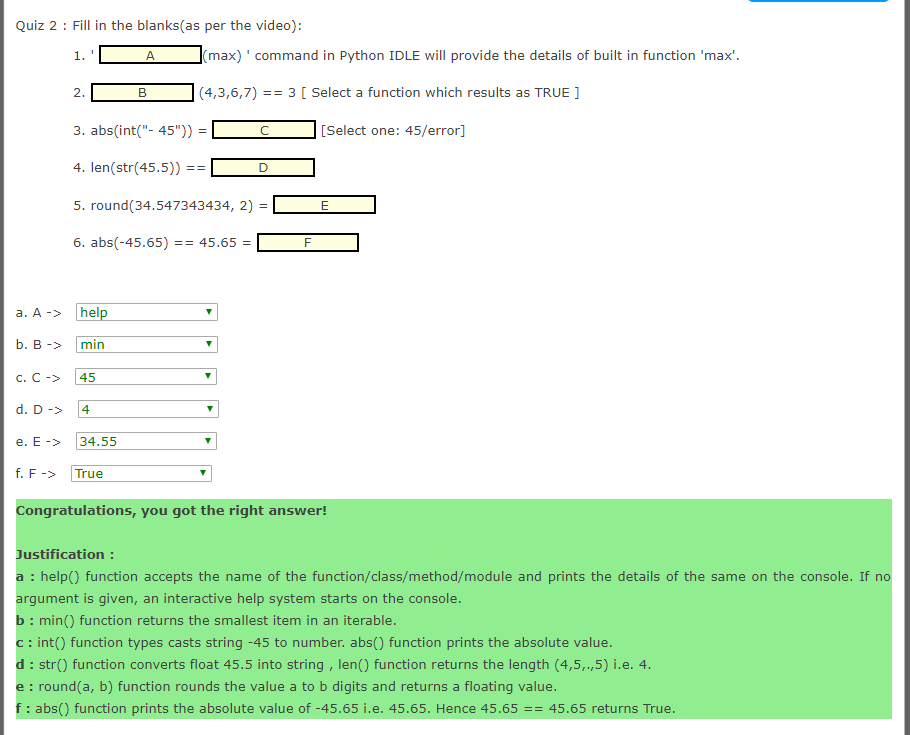 Quiz 2 : Fill in the blanks(as per the video):
1. ' A (max) ' command in Python IDLE will provide the details of built in function 'max'.
2. B (4,3,6,7) == 3 [ Select a function which results as TRUE ]
3. abs(int("- 45")) = C [Select one: 45/error]
4. len(str(45.5)) == D
5. round(34.547343434, 2) = E
6. abs(-45.65) == 45.65 = F
a. A -> help
b. B -> min
c. C -> 45
d. D -> 4
e. E -> 34.55
f. F -> True
Congratulations, you got the right answer!
Justification :
a : help() function accepts the name of the function/class/method/module and prints the details of the same on the console. If no
argument is given, an interactive help system starts on the console.
b : min() function returns the smallest item in an iterable.
c : int() function types casts string -45 to number. abs() function prints the absolute value.
d : str() function converts float 45.5 into string , len() function returns the length (4,5,.,5) i.e. 4.
e : round(a, b) function rounds the value a to b digits and returns a floating value.
f : abs() function prints the absolute value of -45.65 i.e. 45.65. Hence 45.65 == 45.65 returns True.